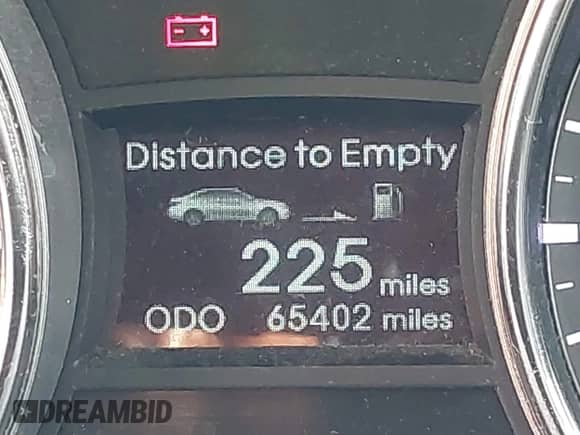 Distance to Empty
225 miles
ODO 65402 miles
DREAMBID